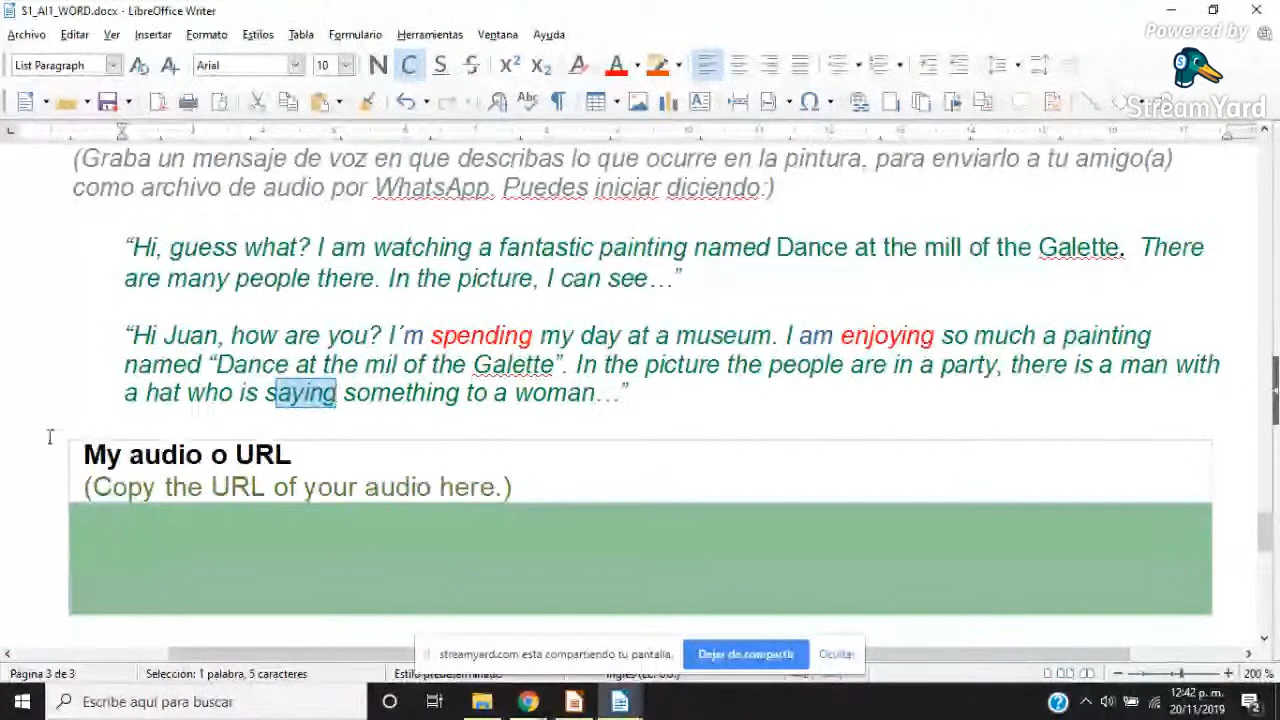 S1_AI1_WORD.docx - LibreOffice Writer
Archivo Editar Ver Insertar Formato Estilos Tabla Formulario Herramientas Ventana Ayuda
Powered by
StreamYard
List Paragraph Arial 10 N C S S X² X₂ A A
(Graba un mensaje de voz en que describas lo que ocurre en la pintura, para enviarlo a tu amigo(a)
como archivo de audio por WhatsApp. Puedes iniciar diciendo:)
“Hi, guess what? I am watching a fantastic painting named Dance at the mill of the Galette. There
are many people there. In the picture, I can see…”
“Hi Juan, how are you? I´m spending my day at a museum. I am enjoying so much a painting
named “Dance at the mil of the Galette”. In the picture the people are in a party, there is a man with
a hat who is saying something to a woman…”
My audio o URL
(Copy the URL of your audio here.)
streamyard.com está compartiendo tu pantalla.
Dejar de compartir
Ocultar
Página 3 de 3 Selección: 1 palabra, 5 caracteres 200 %
Escribe aquí para buscar
12:42 p. m.
20/11/2019
2